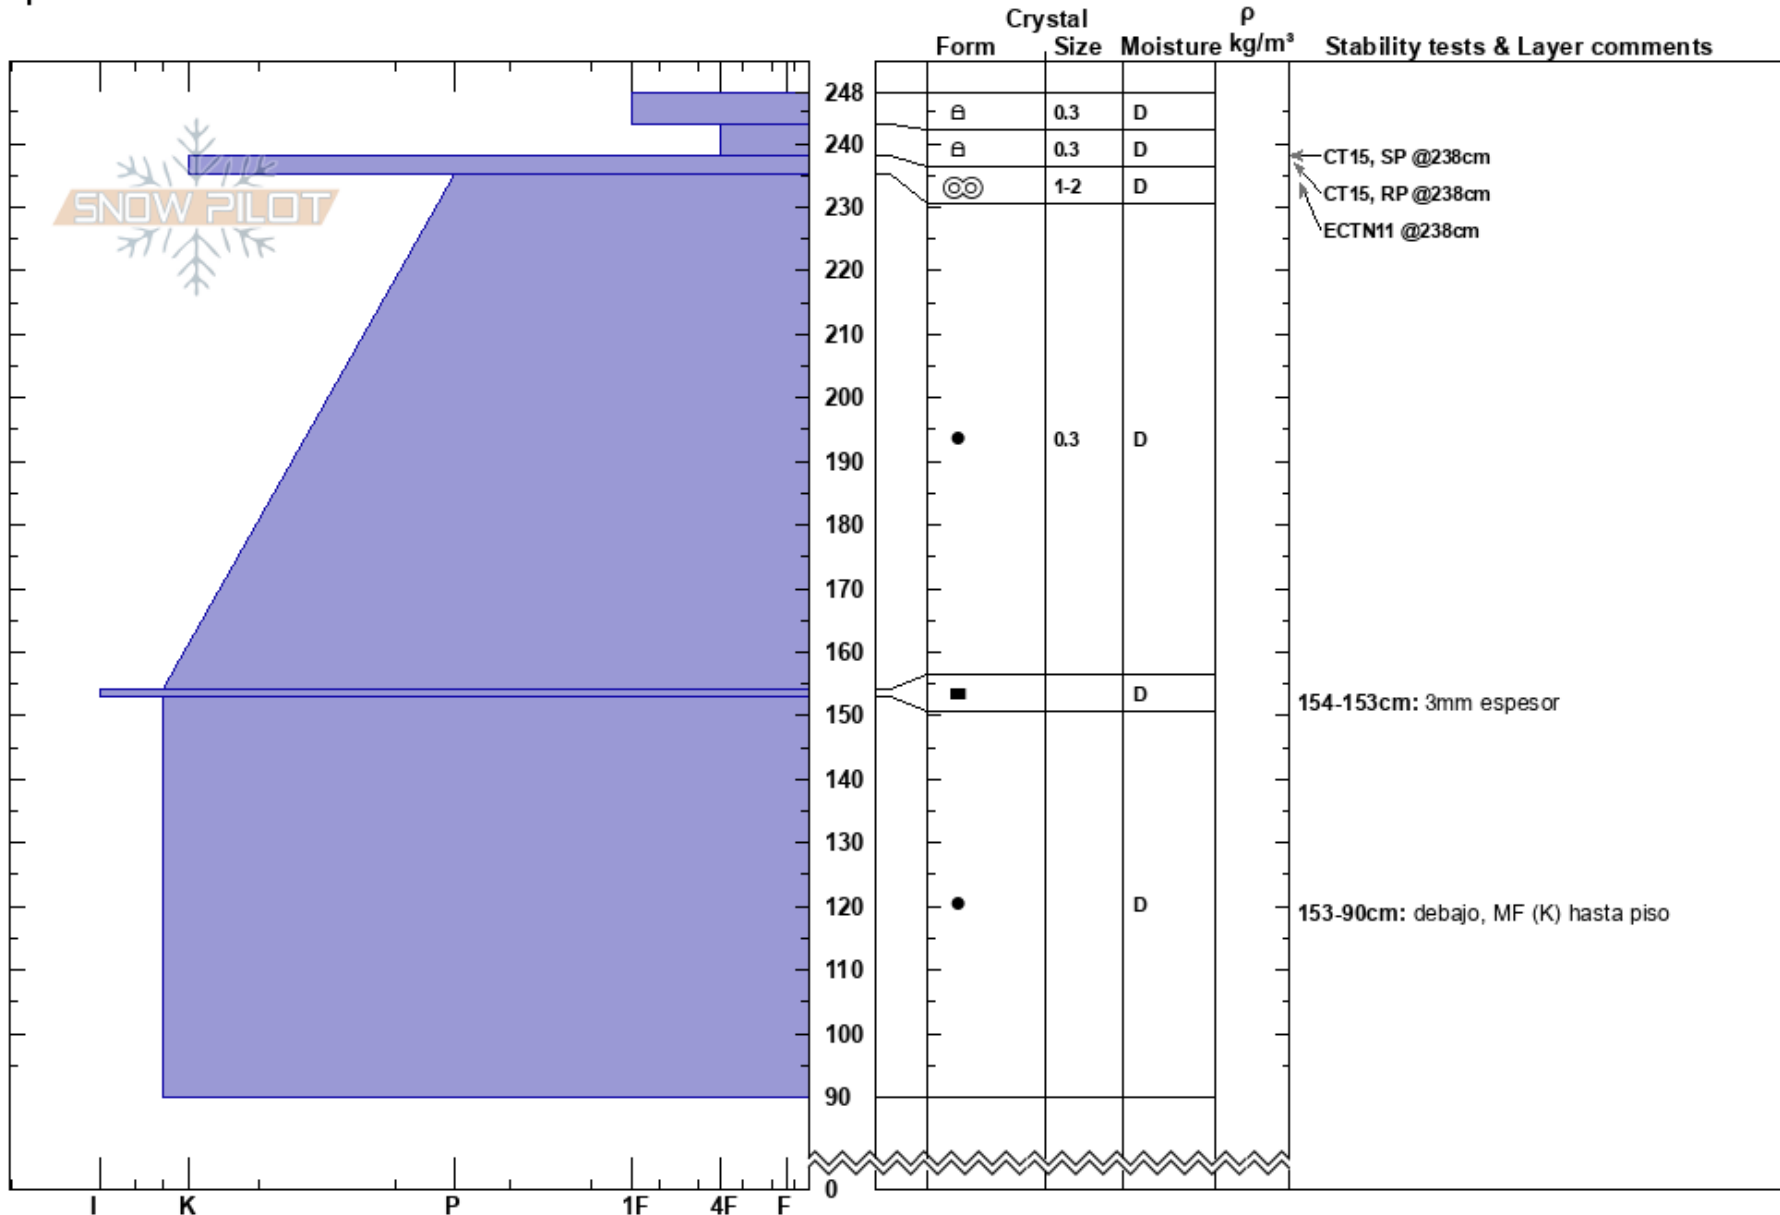 Crystal
ρ
Form Size Moisture kg/m³ Stability tests & Layer comments
248
0.3 D
240
0.3 D
CT15, SP @238cm
1-2 D
CT15, RP @238cm
SNOW PILOT
230
ECTN11 @238cm
220
210
200
0.3 D
190
180
170
160
D
154-153cm: 3mm espesor
150
140
130
120
D
153-90cm: debajo, MF (K) hasta piso
110
100
90
0
I K P 1F 4F F